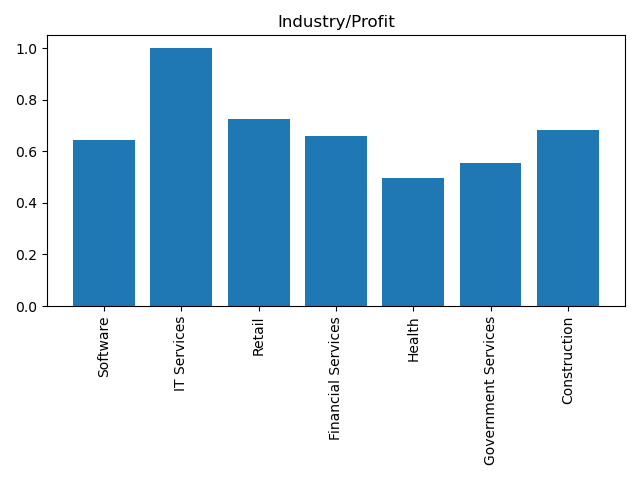 Industry/Profit
1.0
0.8
0.6
0.4
0.2
0.0
Software
IT Services
Retail
Financial Services
Health
Government Services
Construction